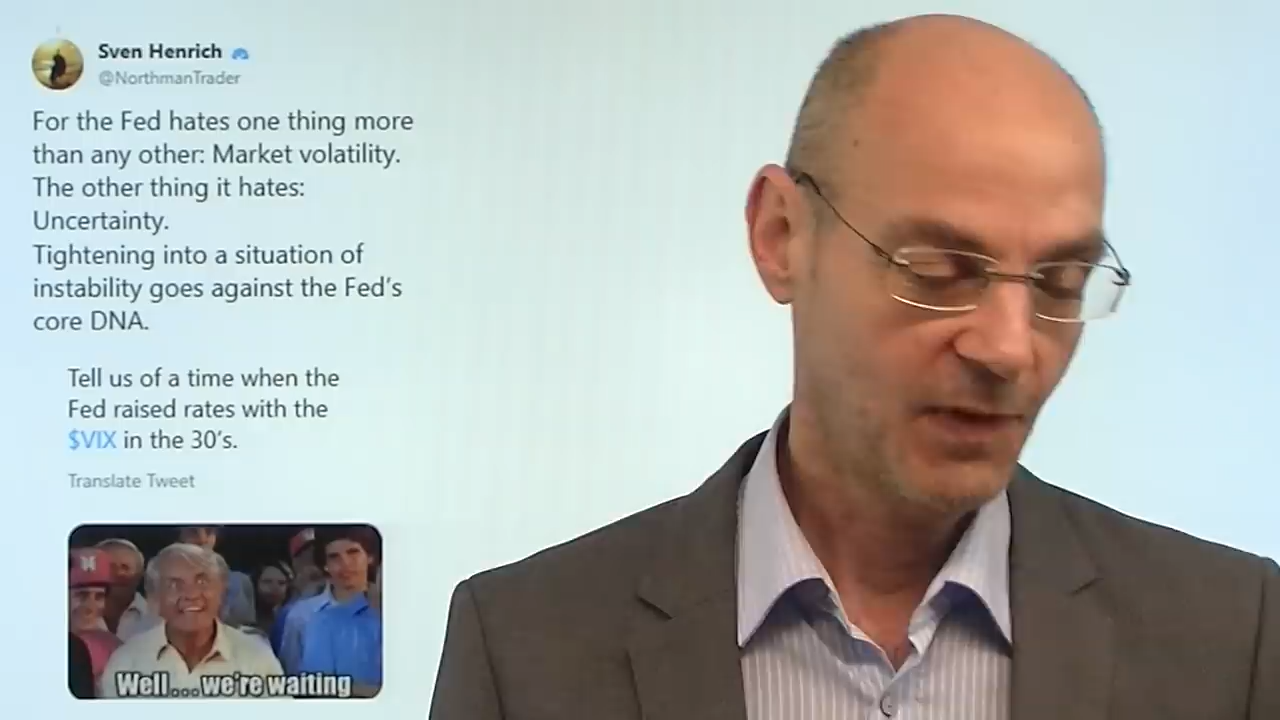 Sven Henrich
@NorthmanTrader
For the Fed hates one thing more
than any other: Market volatility.
The other thing it hates:
Uncertainty.
Tightening into a situation of
instability goes against the Fed's
core DNA.
Tell us of a time when the
Fed raised rates with the
$VIX in the 30's.
Translate Tweet
14
Well...we're waiting